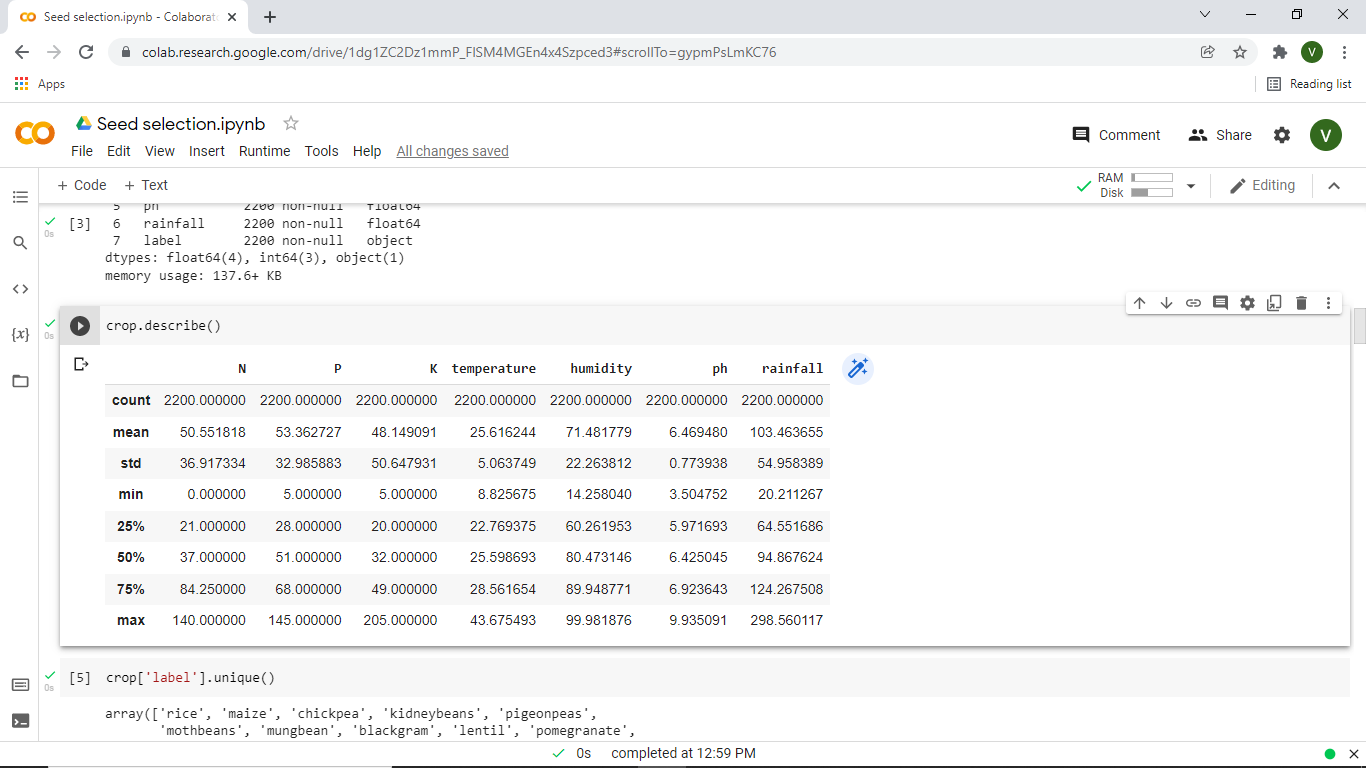 Seed selection.ipynb - Colaborat
colab.research.google.com/drive/1dg1ZC2Dz1mmP_FlSM4MGEn4x4Szpced3#scrollTo=gypmPsLmKC76
V
Apps
Reading list
Seed selection.ipynb
Comment Share V
File Edit View Insert Runtime Tools Help All changes saved
+ Code + Text
RAM
Disk
Editing
5 ph 2200 non-null float64
[3] 6 rainfall 2200 non-null float64
0s
7 label 2200 non-null object
dtypes: float64(4), int64(3), object(1)
memory usage: 137.6+ KB
crop.describe()
0s
{x}
N P K temperature humidity ph rainfall
count 2200.000000 2200.000000 2200.000000 2200.000000 2200.000000 2200.000000 2200.000000
mean 50.551818 53.362727 48.149091 25.616244 71.481779 6.469480 103.463655
std 36.917334 32.985883 50.647931 5.063749 22.263812 0.773938 54.958389
min 0.000000 5.000000 5.000000 8.825675 14.258040 3.504752 20.211267
25% 21.000000 28.000000 20.000000 22.769375 60.261953 5.971693 64.551686
50% 37.000000 51.000000 32.000000 25.598693 80.473146 6.425045 94.867624
75% 84.250000 68.000000 49.000000 28.561654 89.948771 6.923643 124.267508
max 140.000000 145.000000 205.000000 43.675493 99.981876 9.935091 298.560117
[5] crop['label'].unique()
0s
array(['rice', 'maize', 'chickpea', 'kidneybeans', 'pigeonpeas',
'mothbeans', 'mungbean', 'blackgram', 'lentil', 'pomegranate',
0s completed at 12:59 PM